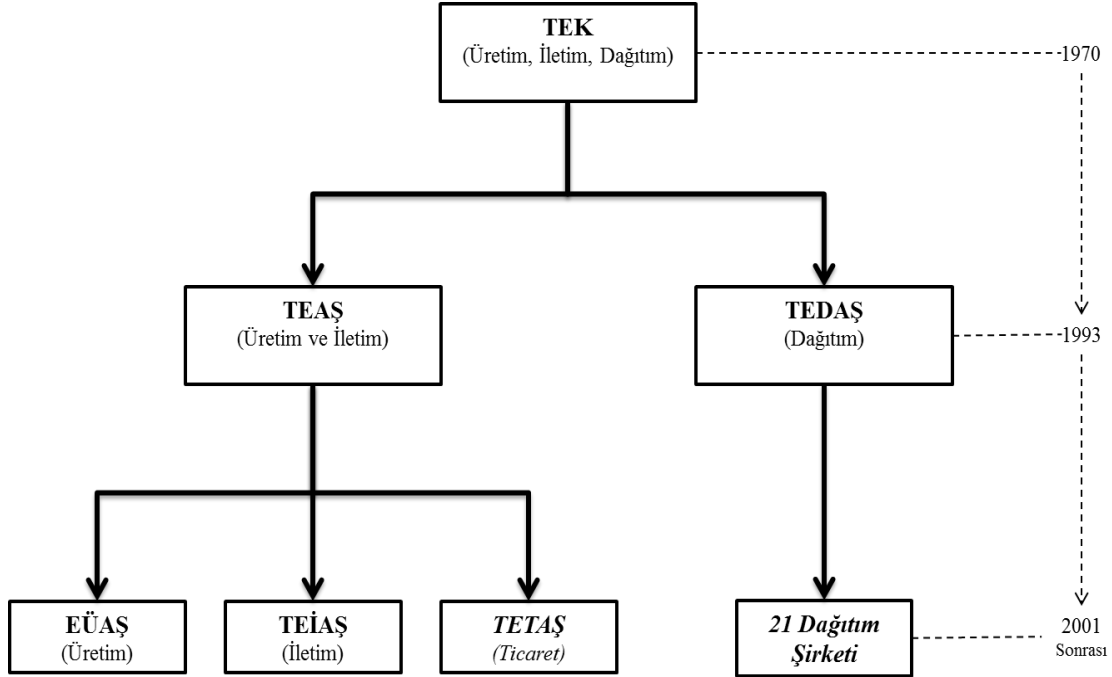 TEK
(Üretim, İletim, Dağıtım)
1970
TEAŞ
(Üretim ve İletim)
TEDAŞ
(Dağıtım)
1993
EÜAŞ
(Üretim)
TEİAŞ
(İletim)
TETAŞ
(Ticaret)
21 Dağıtım
Şirketi
2001
Sonrası